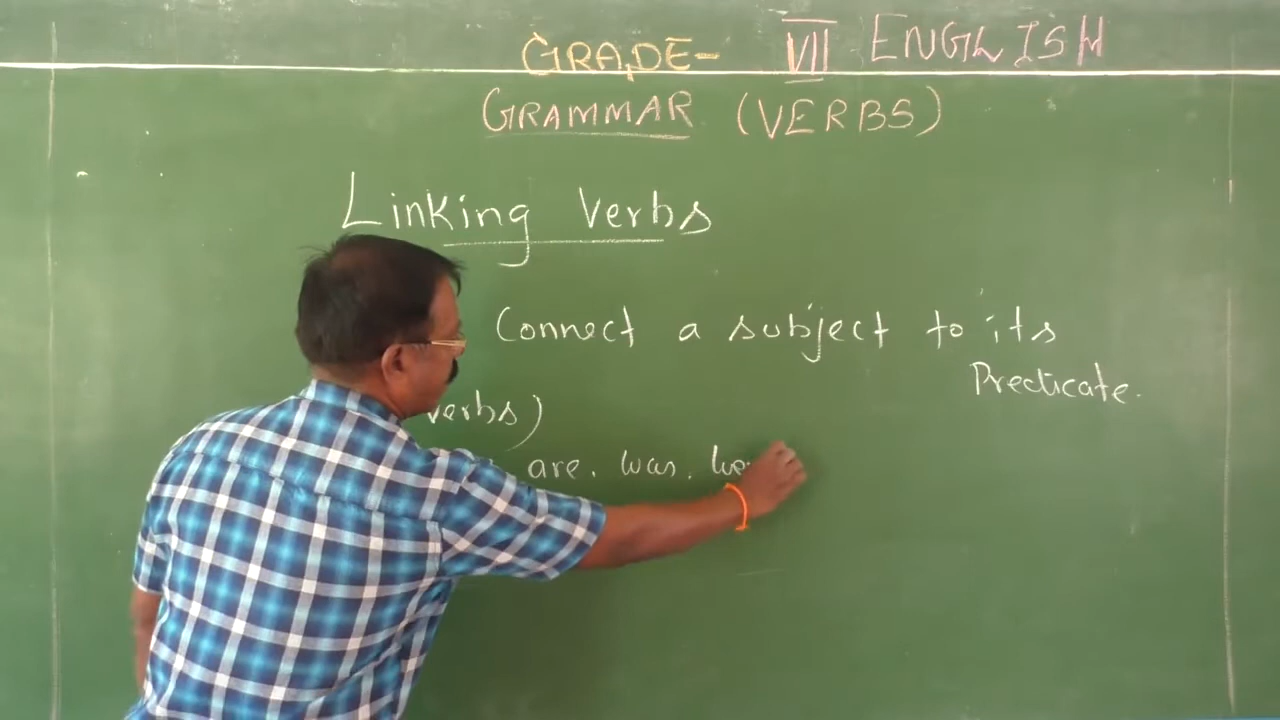 GRADE- VII ENGLISH
GRAMMAR (VERBS)
Linking Verbs
Connect a subject to its
Predicate.
verbs)
are. was.